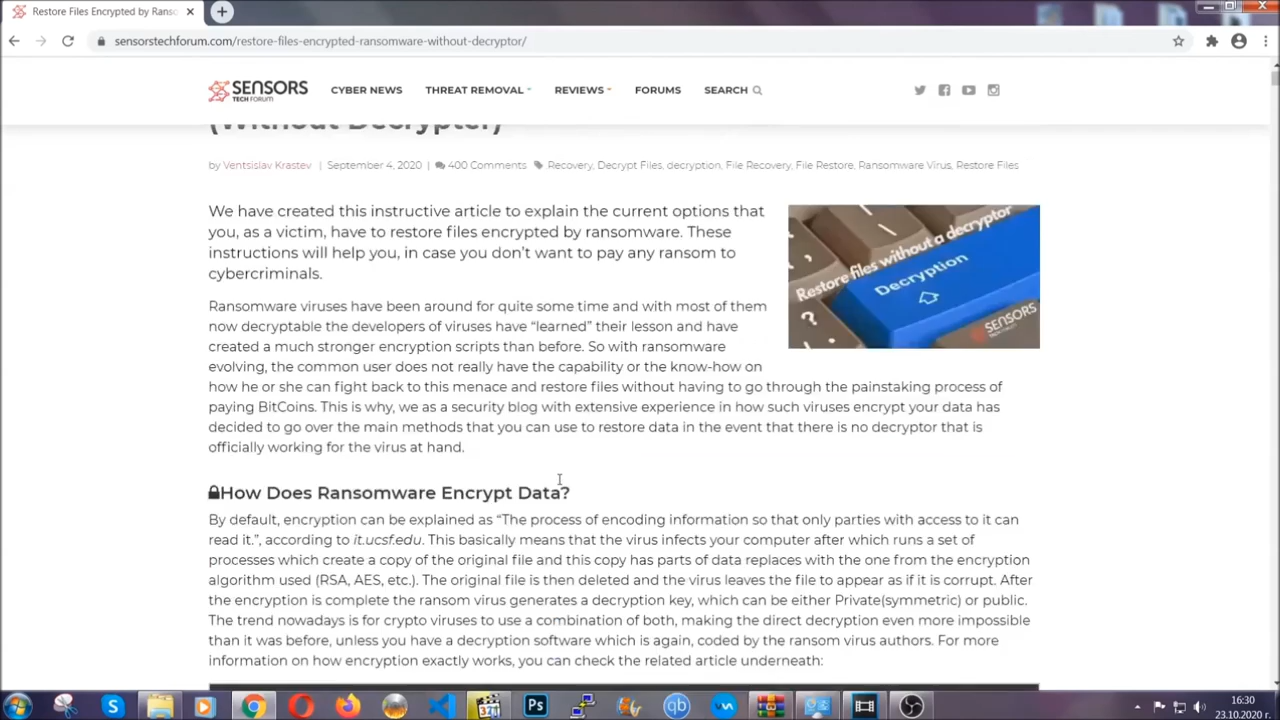 Restore Files Encrypted by Ranso
sensorstechforum.com/restore-files-encrypted-ransomware-without-decryptor/
SENSORS
TECH FORUM
CYBER NEWS
THREAT REMOVAL
REVIEWS
FORUMS
SEARCH
(Without Decrypter)
by Ventsislav Krastev | September 4, 2020 | 400 Comments Recovery, Decrypt Files, decryption, File Recovery, File Restore, Ransomware Virus, Restore Files
We have created this instructive article to explain the current options that
you, as a victim, have to restore files encrypted by ransomware. These
instructions will help you, in case you don't want to pay any ransom to
cybercriminals.
Restore files without a decryptor
Decryption
SENSORS
Ransomware viruses have been around for quite some time and with most of them
now decryptable the developers of viruses have “learned” their lesson and have
created a much stronger encryption scripts than before. So with ransomware
evolving, the common user does not really have the capability or the know-how on
how he or she can fight back to this menace and restore files without having to go through the painstaking process of
paying BitCoins. This is why, we as a security blog with extensive experience in how such viruses encrypt your data has
decided to go over the main methods that you can use to restore data in the event that there is no decryptor that is
officially working for the virus at hand.
How Does Ransomware Encrypt Data?
By default, encryption can be explained as “The process of encoding information so that only parties with access to it can
read it.”, according to it.ucsf.edu. This basically means that the virus infects your computer after which runs a set of
processes which create a copy of the original file and this copy has parts of data replaces with the one from the encryption
algorithm used (RSA, AES, etc.). The original file is then deleted and the virus leaves the file to appear as if it is corrupt. After
the encryption is complete the ransom virus generates a decryption key, which can be either Private(symmetric) or public.
The trend nowadays is for crypto viruses to use a combination of both, making the direct decryption even more impossible
than it was before, unless you have a decryption software which is again, coded by the ransom virus authors. For more
information on how encryption exactly works, you can check the related article underneath:
16:30
23.10.2020 г.